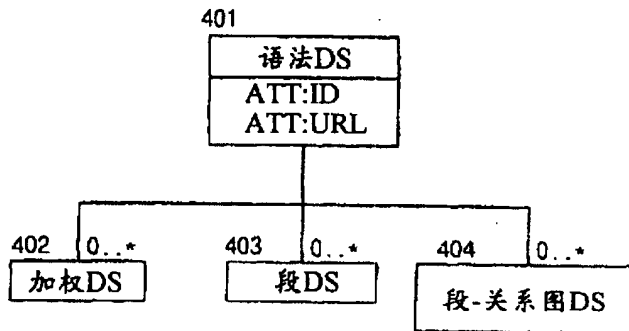 401
语法DS
ATT:ID
ATT:URL
402 0..*
403 0..*
404 0..*
加权DS
段DS
段-关系图DS